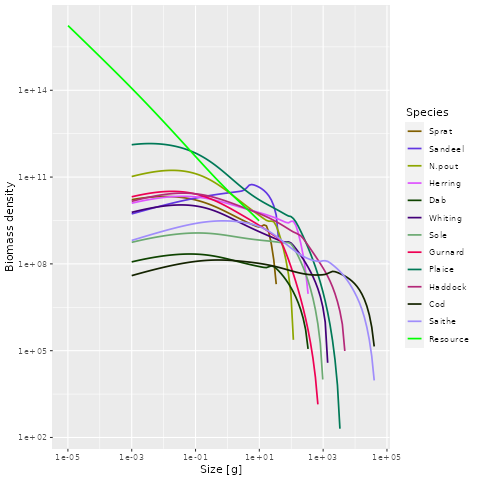 Biomass density
1e+14
1e+11
1e+08
1e+05
1e+02
1e-05
1e-03
1e-01
1e+01
1e+03
1e+05
Size [g]
Species
Sprat
Sandeel
N.pout
Herring
Dab
Whiting
Sole
Gurnard
Plaice
Haddock
Cod
Saithe
Resource